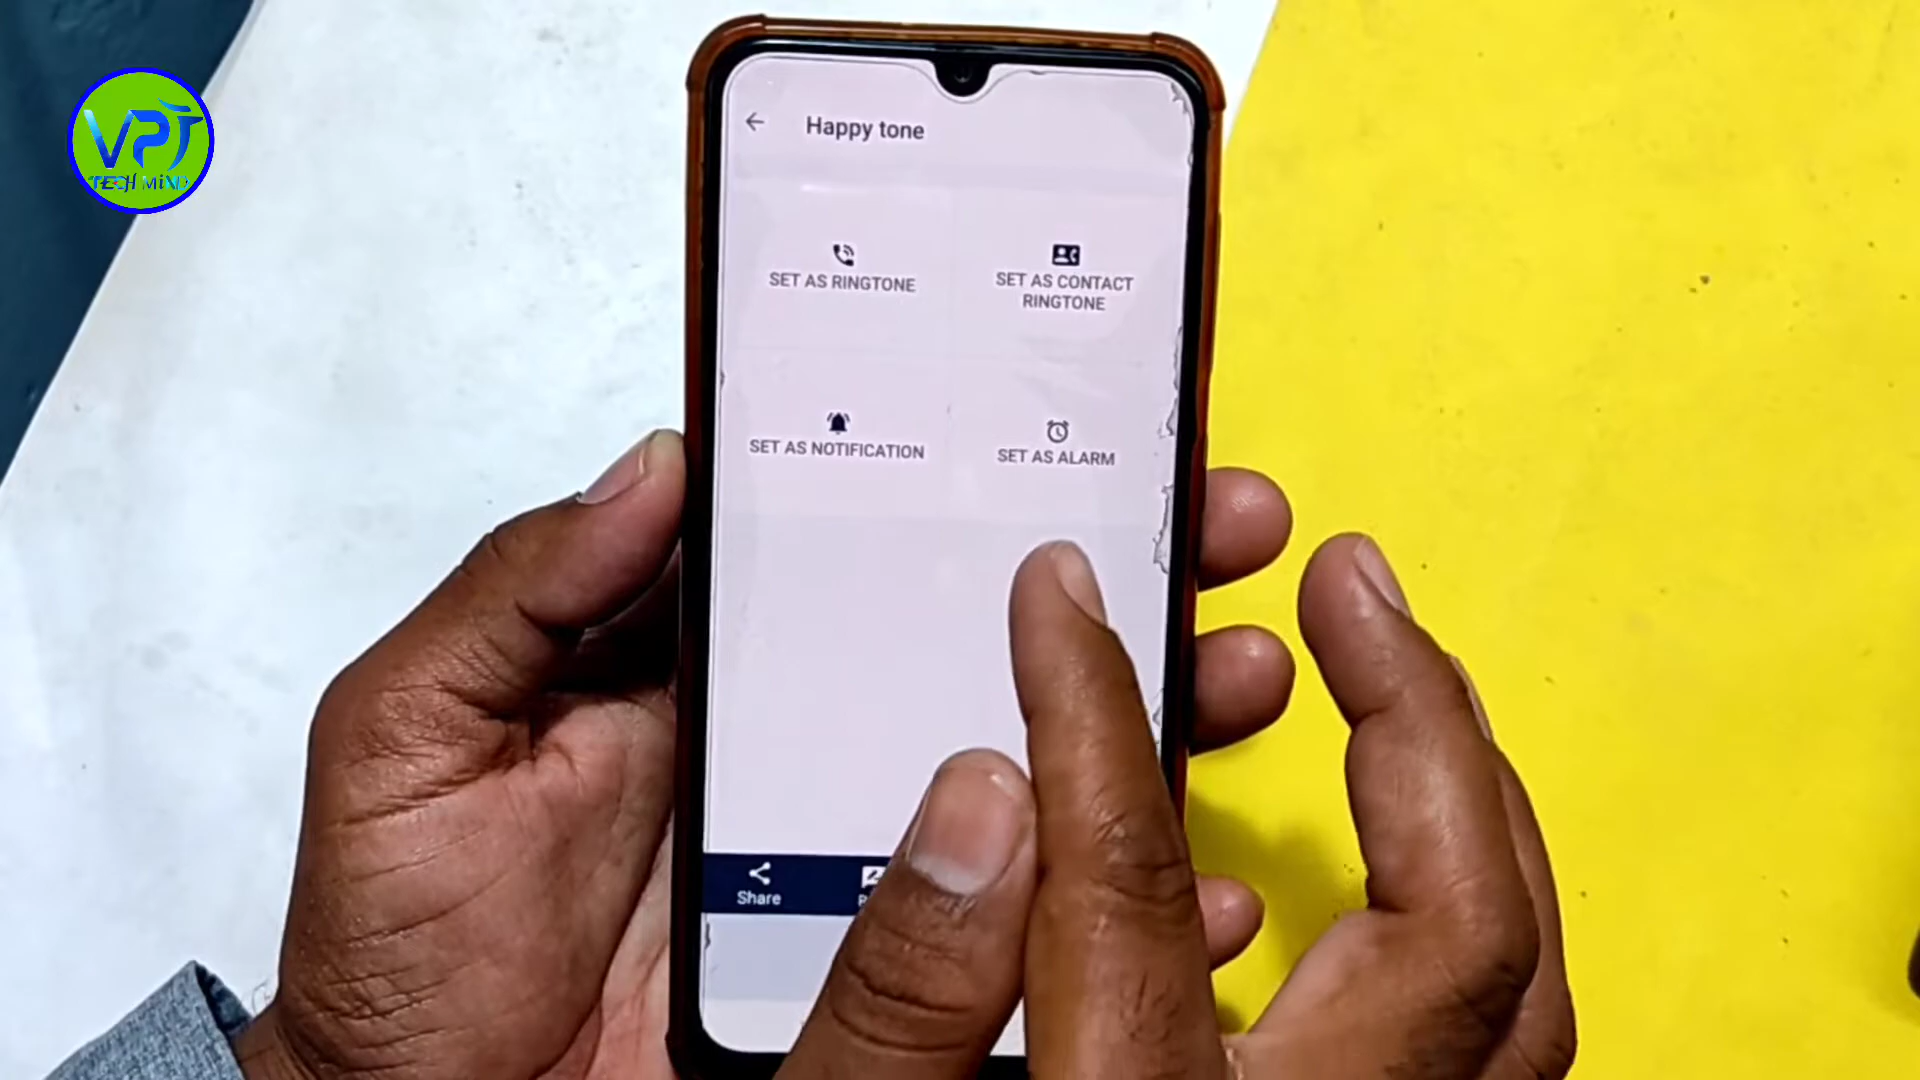 VPT
TECH MiND
Happy tone
SET AS RINGTONE
SET AS CONTACT
RINGTONE
SET AS NOTIFICATION
SET AS ALARM
Share